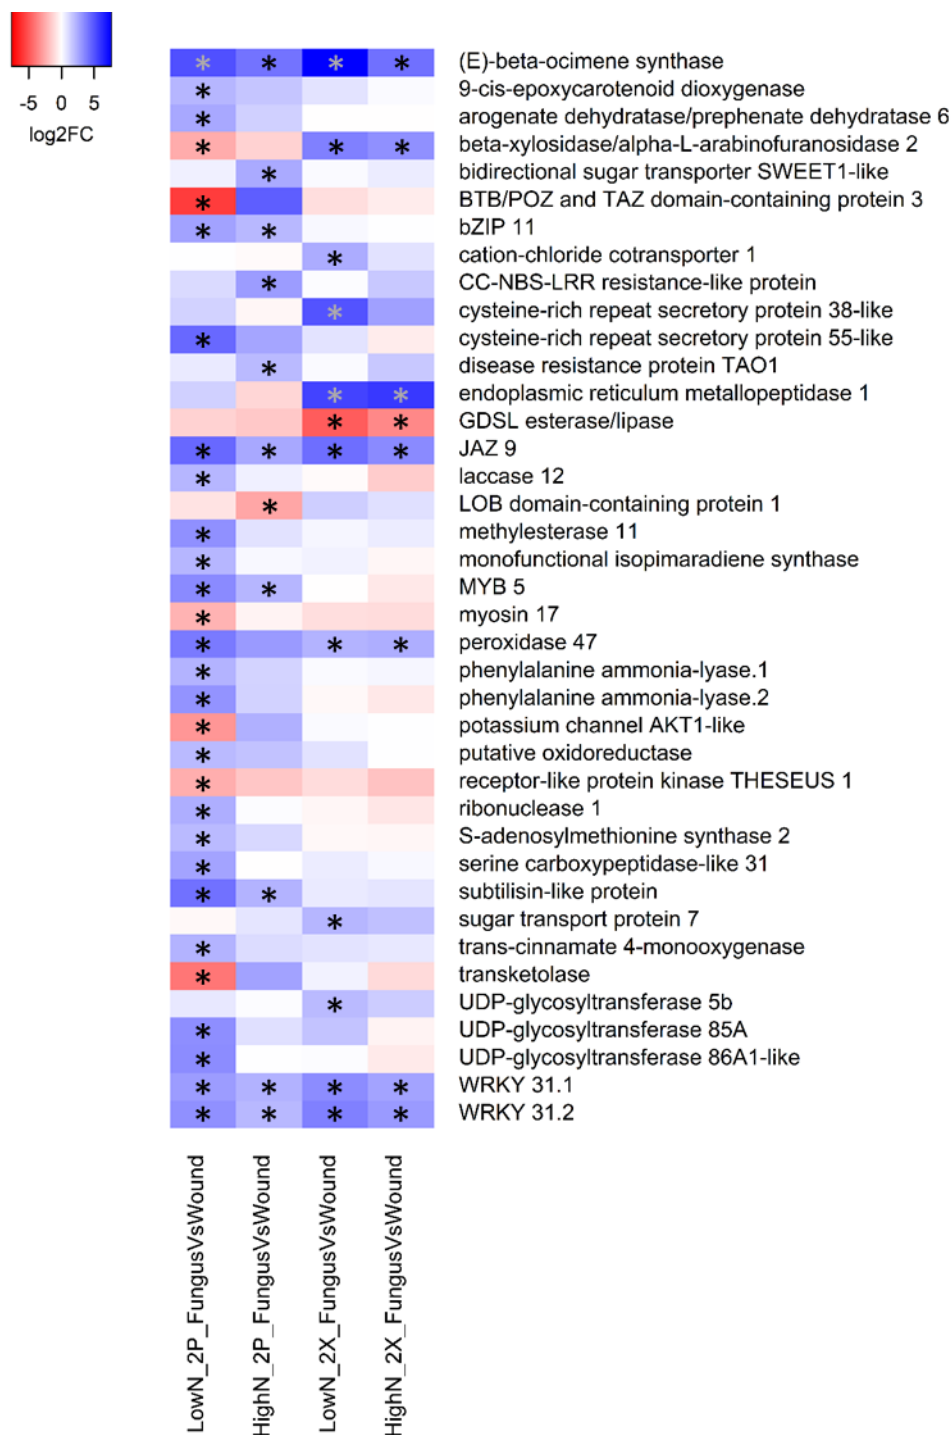 -5 0 5
log2FC
(E)-beta-ocimene synthase
9-cis-epoxycarotenoid dioxygenase
arogenate dehydratase/prephenate dehydratase 6
beta-xylosidase/alpha-L-arabinofuranosidase 2
bidirectional sugar transporter SWEET1-like
BTB/POZ and TAZ domain-containing protein 3
bZIP 11
cation-chloride cotransporter 1
CC-NBS-LRR resistance-like protein
cysteine-rich repeat secretory protein 38-like
cysteine-rich repeat secretory protein 55-like
disease resistance protein TAO1
endoplasmic reticulum metallopeptidase 1
GDSL esterase/lipase
JAZ 9
laccase 12
LOB domain-containing protein 1
methylesterase 11
monofunctional isopimaradiene synthase
MYB 5
myosin 17
peroxidase 47
phenylalanine ammonia-lyase.1
phenylalanine ammonia-lyase.2
potassium channel AKT1-like
putative oxidoreductase
receptor-like protein kinase THESEUS 1
ribonuclease 1
S-adenosylmethionine synthase 2
serine carboxypeptidase-like 31
subtilisin-like protein
sugar transport protein 7
trans-cinnamate 4-monooxygenase
transketolase
UDP-glycosyltransferase 5b
UDP-glycosyltransferase 85A
UDP-glycosyltransferase 86A1-like
WRKY 31.1
WRKY 31.2
LowN_2P_FungusVsWound
HighN_2P_FungusVsWound
LowN_2X_FungusVsWound
HighN_2X_FungusVsWound